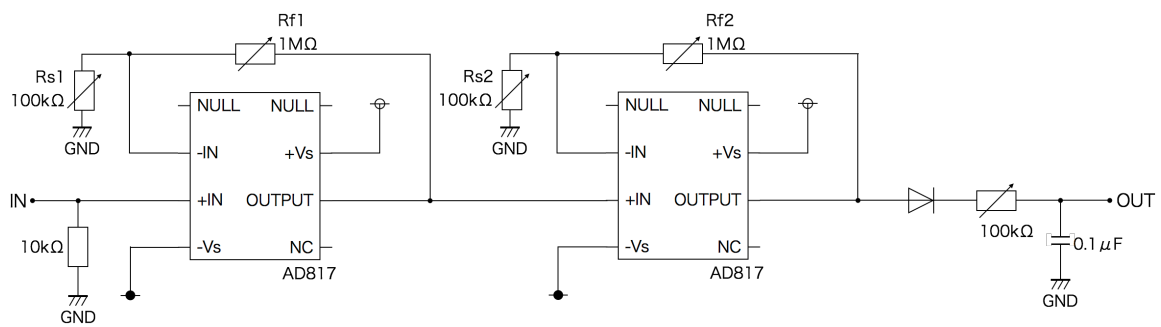 Rf1
1MΩ
Rs1
100kΩ
GND
NULL NULL
-IN
+Vs
IN
+IN OUTPUT
10kΩ
-Vs NC
AD817
GND
Rf2
1MΩ
Rs2
100kΩ
GND
NULL NULL
-IN
+Vs
+IN OUTPUT
-Vs NC
AD817
100kΩ
OUT
0.1μF
GND